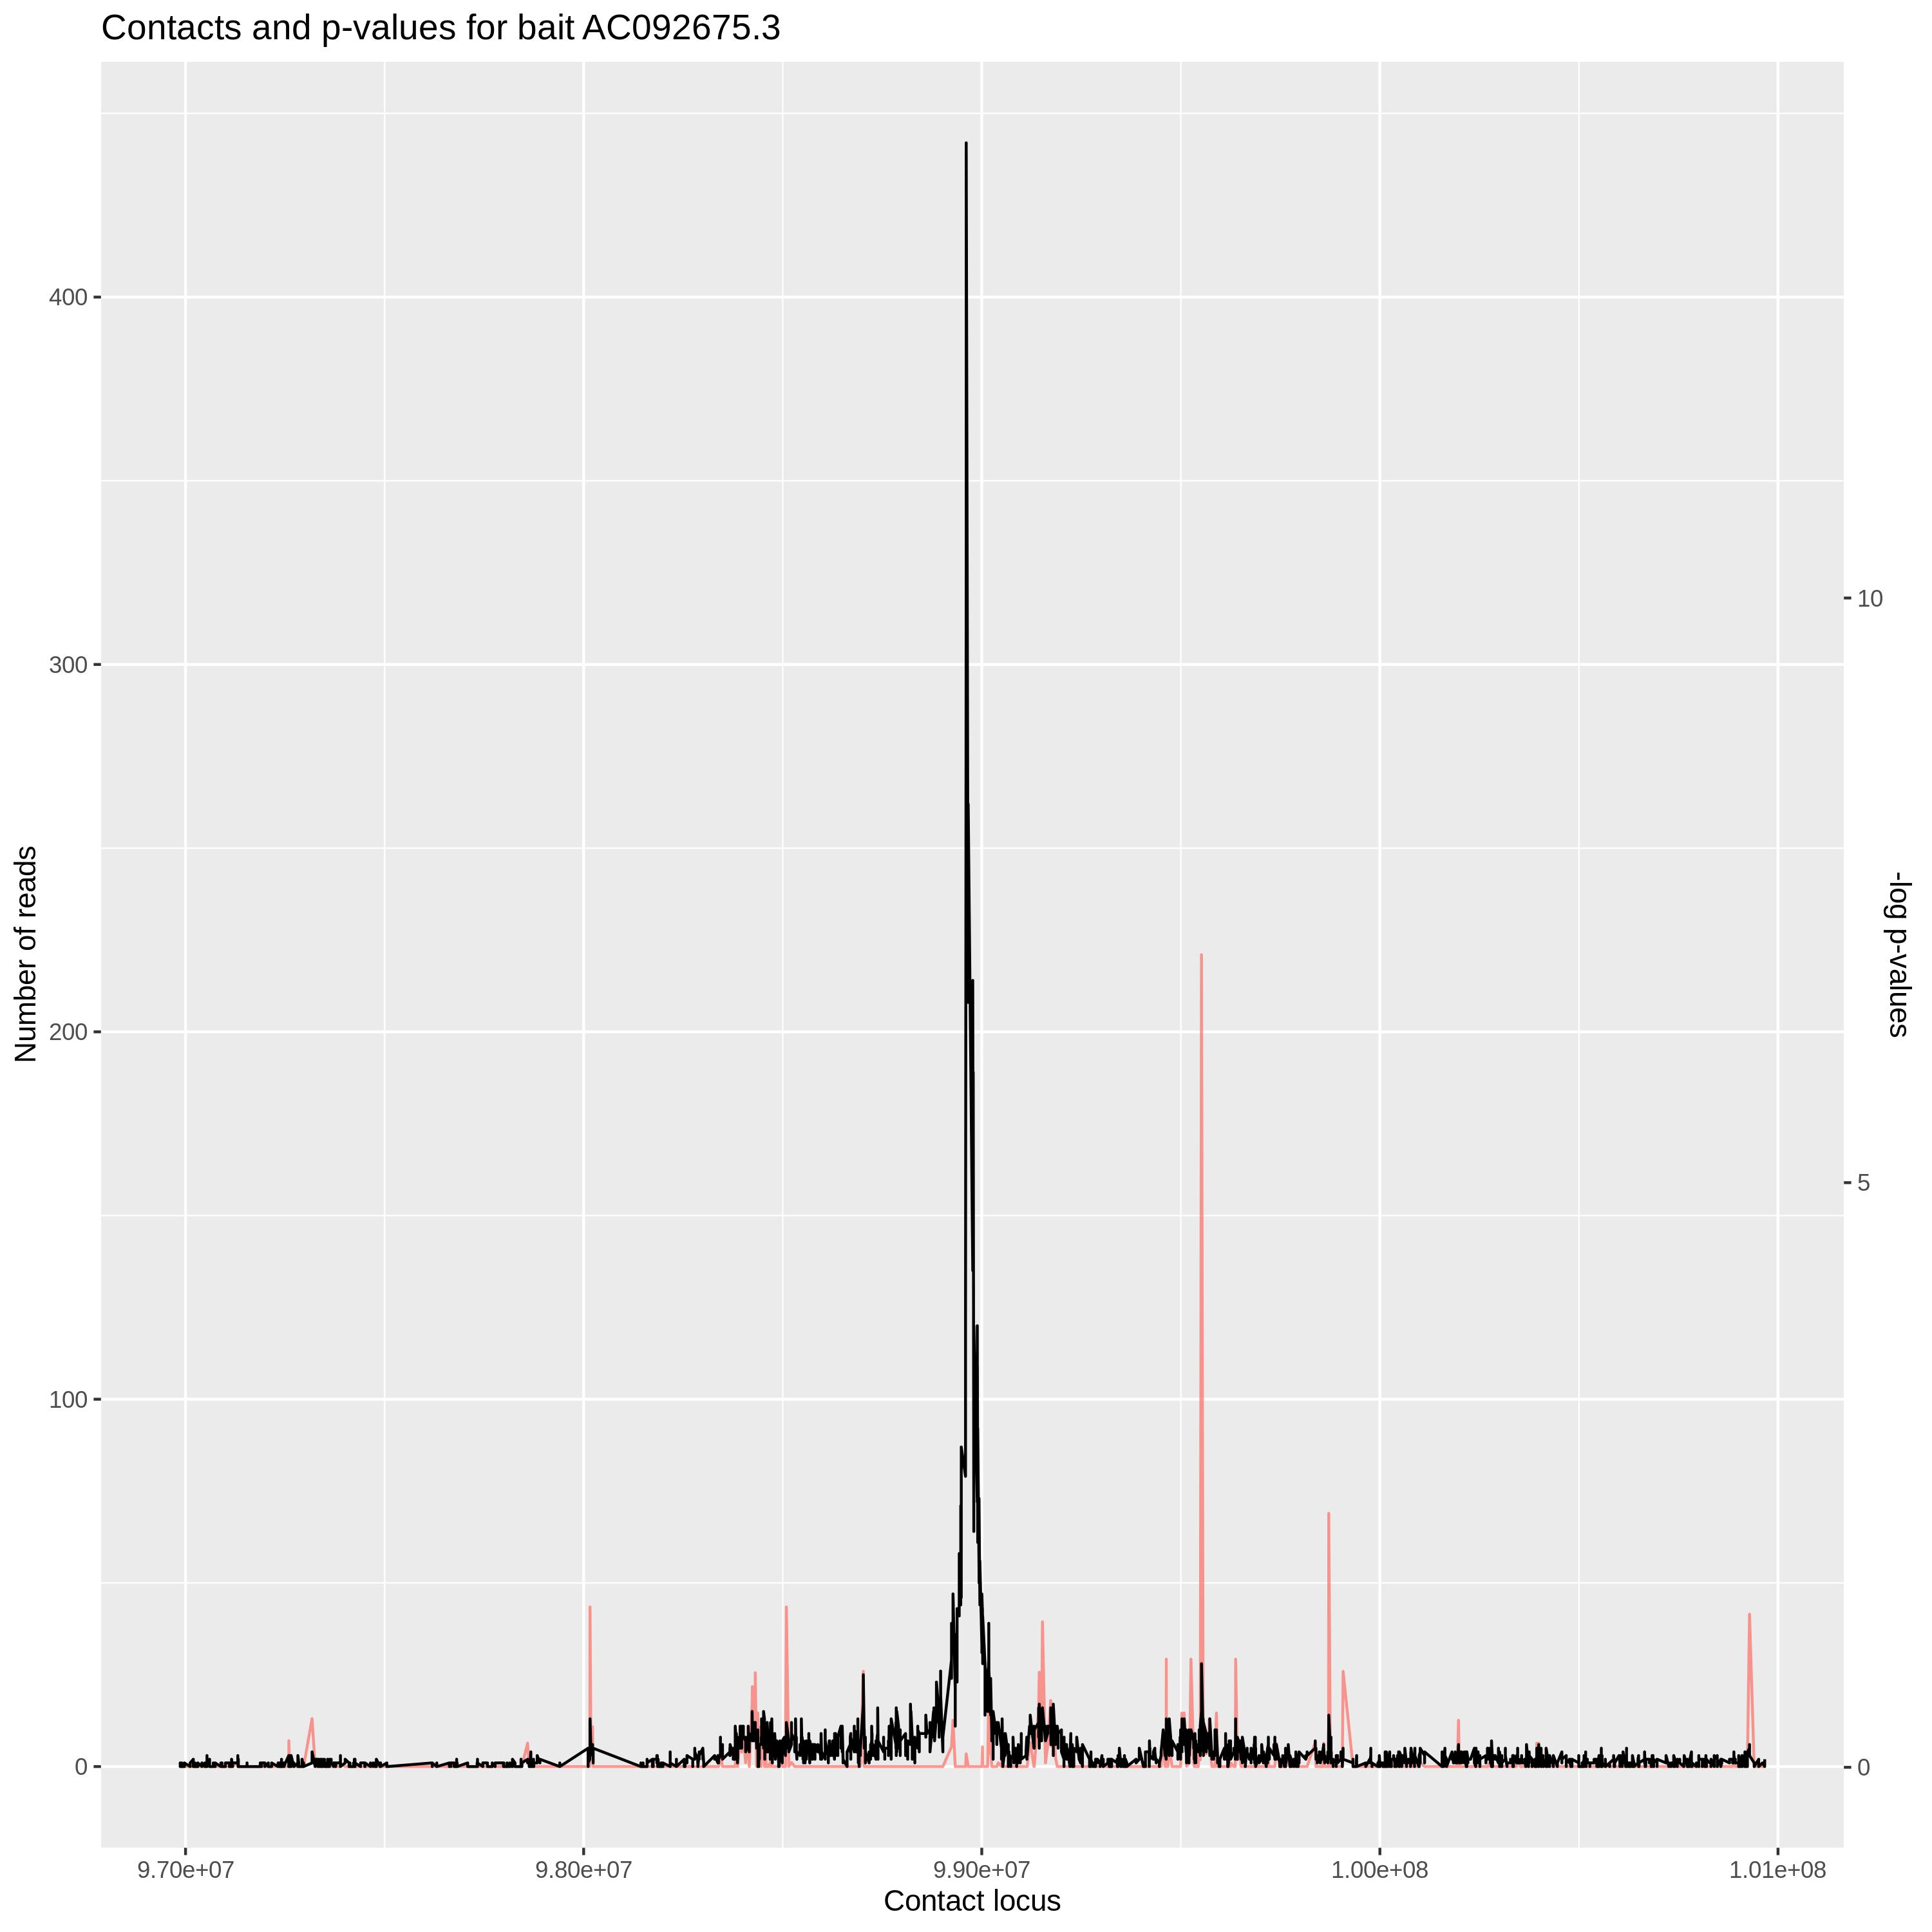 Contacts and p-values for bait AC092675.3
400
300
200
100
0
Number of reads
10
5
0
-log p-values
9.70e+07 9.80e+07 9.90e+07 1.00e+08 1.01e+08
Contact locus